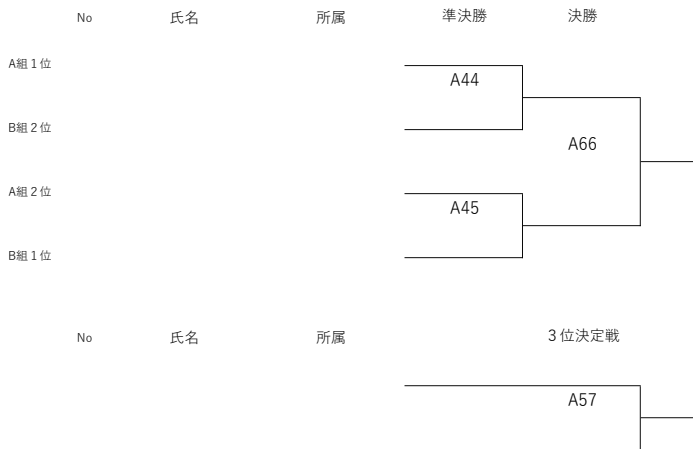 No 氏名 所属 準決勝 決勝
A組1位
A44
B組2位
A66
A組2位
A45
B組1位
No 氏名 所属 3位決定戦
A57